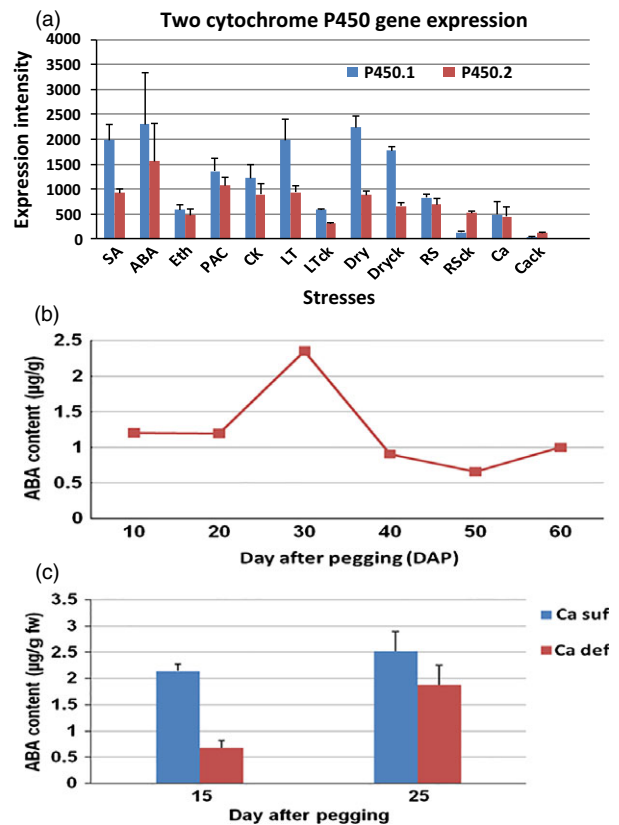 (a)
Two cytochrome P450 gene expression
P450.1
P450.2
Expression intensity
4000
3500
3000
2500
2000
1500
1000
500
0
SA
ABA
Eth
PAC
CK
LT
LTck
Dry
Dryck
RS
RSck
Ca
Cack
Stresses
(b)
ABA content (μg/g)
2.5
2
1.5
1
0.5
0
10
20
30
40
50
60
Day after pegging (DAP)
(c)
ABA content (μg/g fw)
3.5
3
2.5
2
1.5
1
0.5
0
Ca suf
Ca def
15
25
Day after pegging